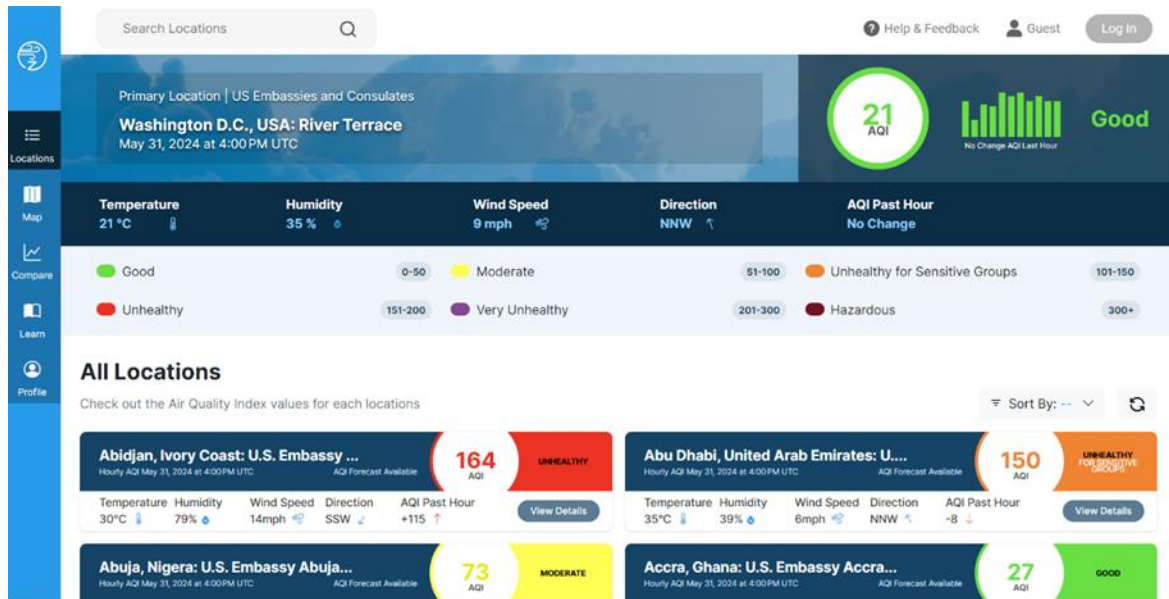 Search Locations
Help & Feedback
Guest
Log In
Locations
Map
Compare
Learn
Profile
Primary Location | US Embassies and Consulates
Washington D.C., USA: River Terrace
May 31, 2024 at 4:00 PM UTC
21
AQI
No Change AQI Last Hour
Good
Temperature
21 °C
Humidity
35 %
Wind Speed
9 mph
Direction
NNW
AQI Past Hour
No Change
Good 0-50
Moderate 51-100
Unhealthy for Sensitive Groups 101-150
Unhealthy 151-200
Very Unhealthy 201-300
Hazardous 300+
All Locations
Check out the Air Quality Index values for each locations
Sort By: --
Abidjan, Ivory Coast: U.S. Embassy ...
Hourly AQI May 31, 2024 at 4:00 PM UTC
AQI Forecast Available
164
AQI
UNHEALTHY
Temperature Humidity Wind Speed Direction AQI Past Hour
30°C 79% 14mph SSW +115
View Details
Abu Dhabi, United Arab Emirates: U....
Hourly AQI May 31, 2024 at 4:00 PM UTC
AQI Forecast Available
150
AQI
UNHEALTHY
FOR SENSITIVE
GROUPS
Temperature Humidity Wind Speed Direction AQI Past Hour
35°C 39% 6mph NNW -8
View Details
Abuja, Nigera: U.S. Embassy Abuja...
Hourly AQI May 31, 2024 at 4:00 PM UTC
AQI Forecast Available
73
AQI
MODERATE
Accra, Ghana: U.S. Embassy Accra...
Hourly AQI May 31, 2024 at 4:00 PM UTC
AQI Forecast Available
27
AQI
GOOD